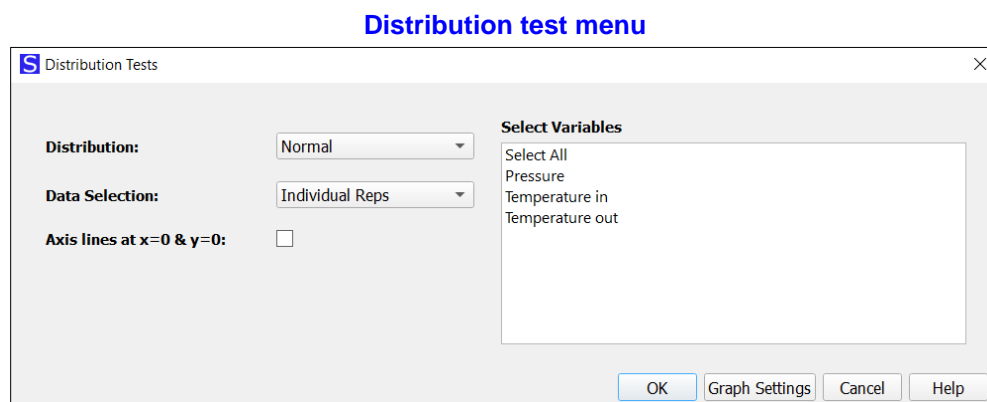 Distribution test menu
S Distribution Tests
Distribution: Normal
Data Selection: Individual Reps
Axis lines at x=0 & y=0:
Select Variables
Select All
Pressure
Temperature in
Temperature out
OK Graph Settings Cancel Help